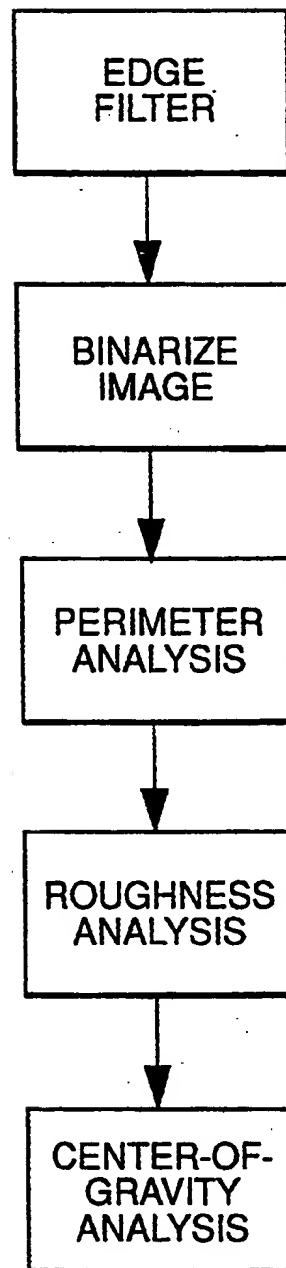 EDGE
FILTER
BINARIZE
IMAGE
PERIMETER
ANALYSIS
ROUGHNESS
ANALYSIS
CENTER-OF-
GRAVITY
ANALYSIS